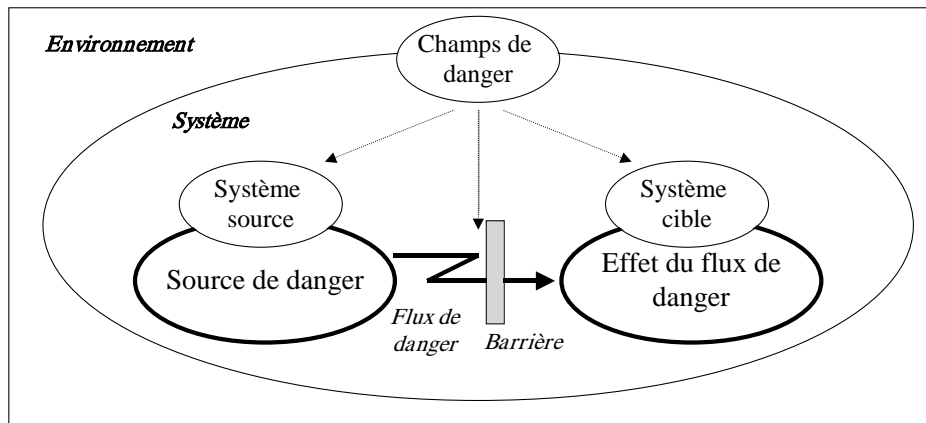 Environnement
Champs de
danger
Système
Système
source
Système
cible
Source de danger
Effet du flux de
danger
Flux de
danger
Barrière